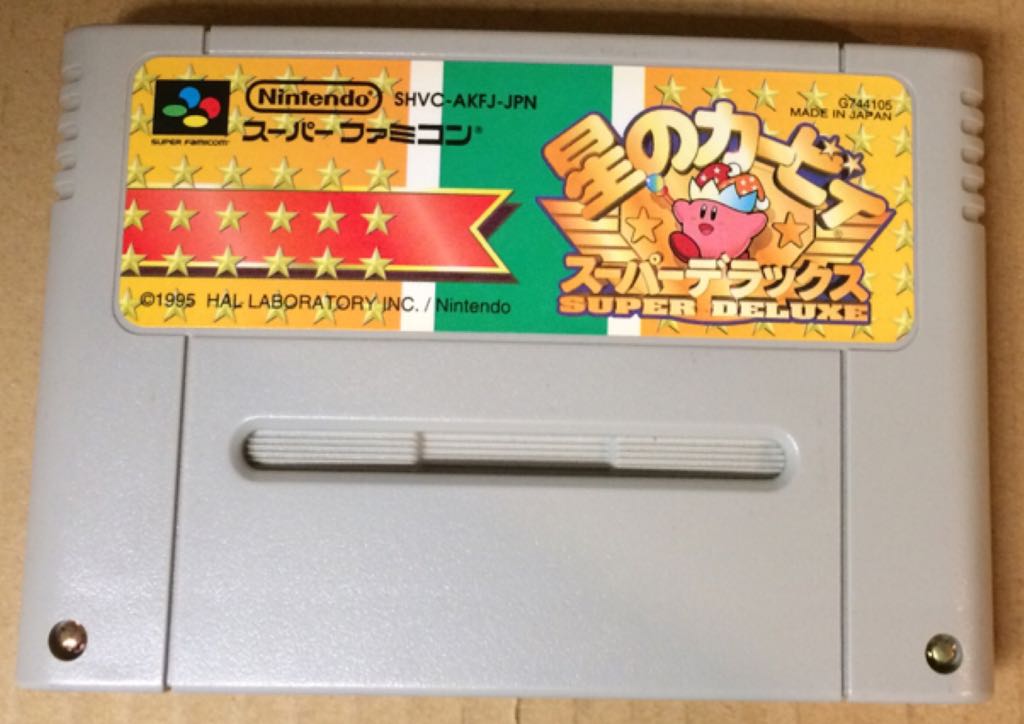 Nintendo® SHVC-AKFJ-JPN
スーパーファミコン®
SUPER FAMICOM™
G744105
MADE IN JAPAN
星のカービィ
スーパーデラックス
SUPER DELUXE
©1995 HAL LABORATORY INC. / Nintendo